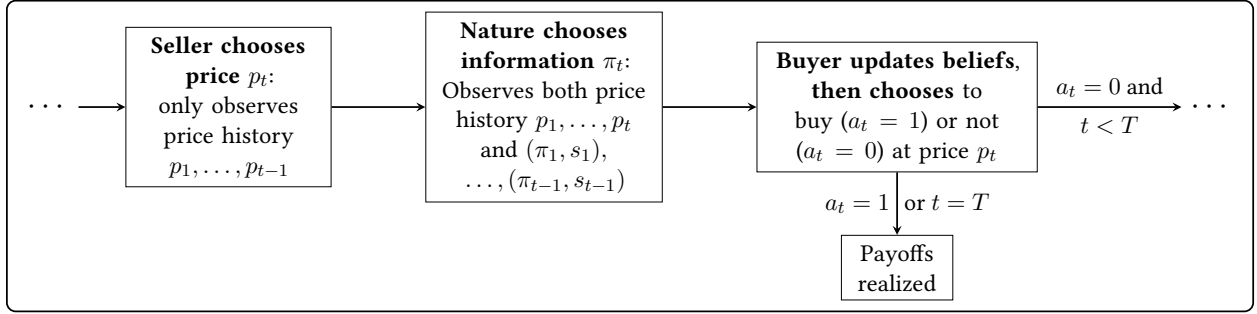 · · ·
Seller chooses
price p_t:
only observes
price history
p_1, . . . , p_{t−1}
Nature chooses
information π_t:
Observes both price
history p_1, . . . , p_t
and (π_1, s_1),
. . . , (π_{t−1}, s_{t−1})
Buyer updates beliefs,
then chooses to
buy (a_t = 1) or not
(a_t = 0) at price p_t
a_t = 0 and
t < T
· · ·
a_t = 1 or t = T
Payoffs
realized